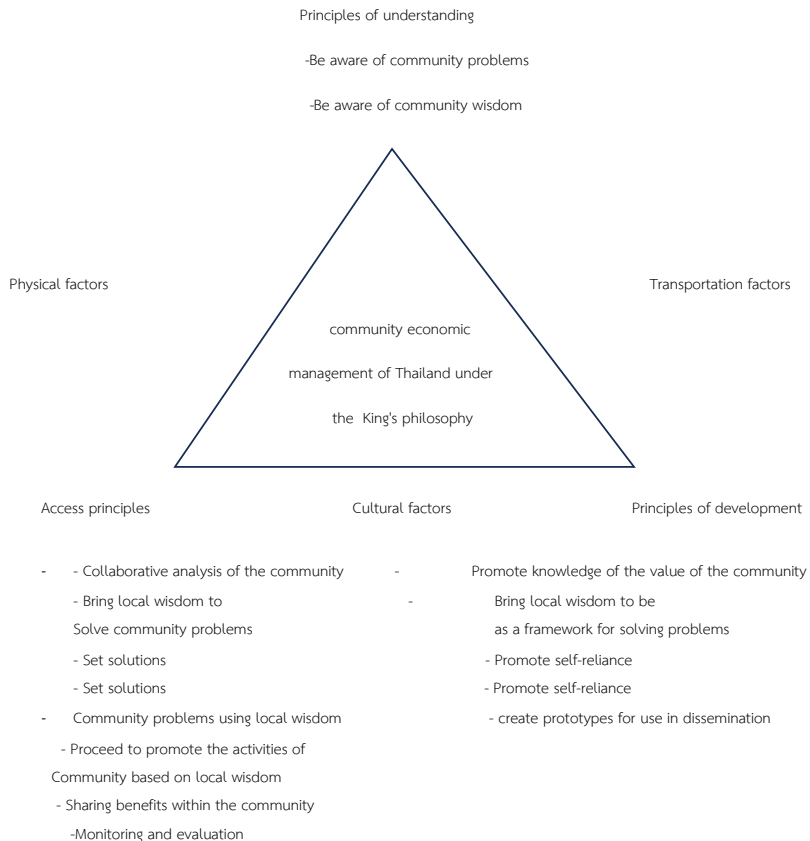 Principles of understanding
-Be aware of community problems
-Be aware of community wisdom
Physical factors
Transportation factors
community economic
management of Thailand under
the  King's philosophy
Access principles
Cultural factors
Principles of development
- - Collaborative analysis of the community
- Bring local wisdom to
Solve community problems
- Set solutions
- Set solutions
- Community problems using local wisdom
- Proceed to promote the activities of
Community based on local wisdom
- Sharing benefits within the community
-Monitoring and evaluation
- Promote knowledge of the value of the community
- Bring local wisdom to be
as a framework for solving problems
- Promote self-reliance
- Promote self-reliance
- create prototypes for use in dissemination